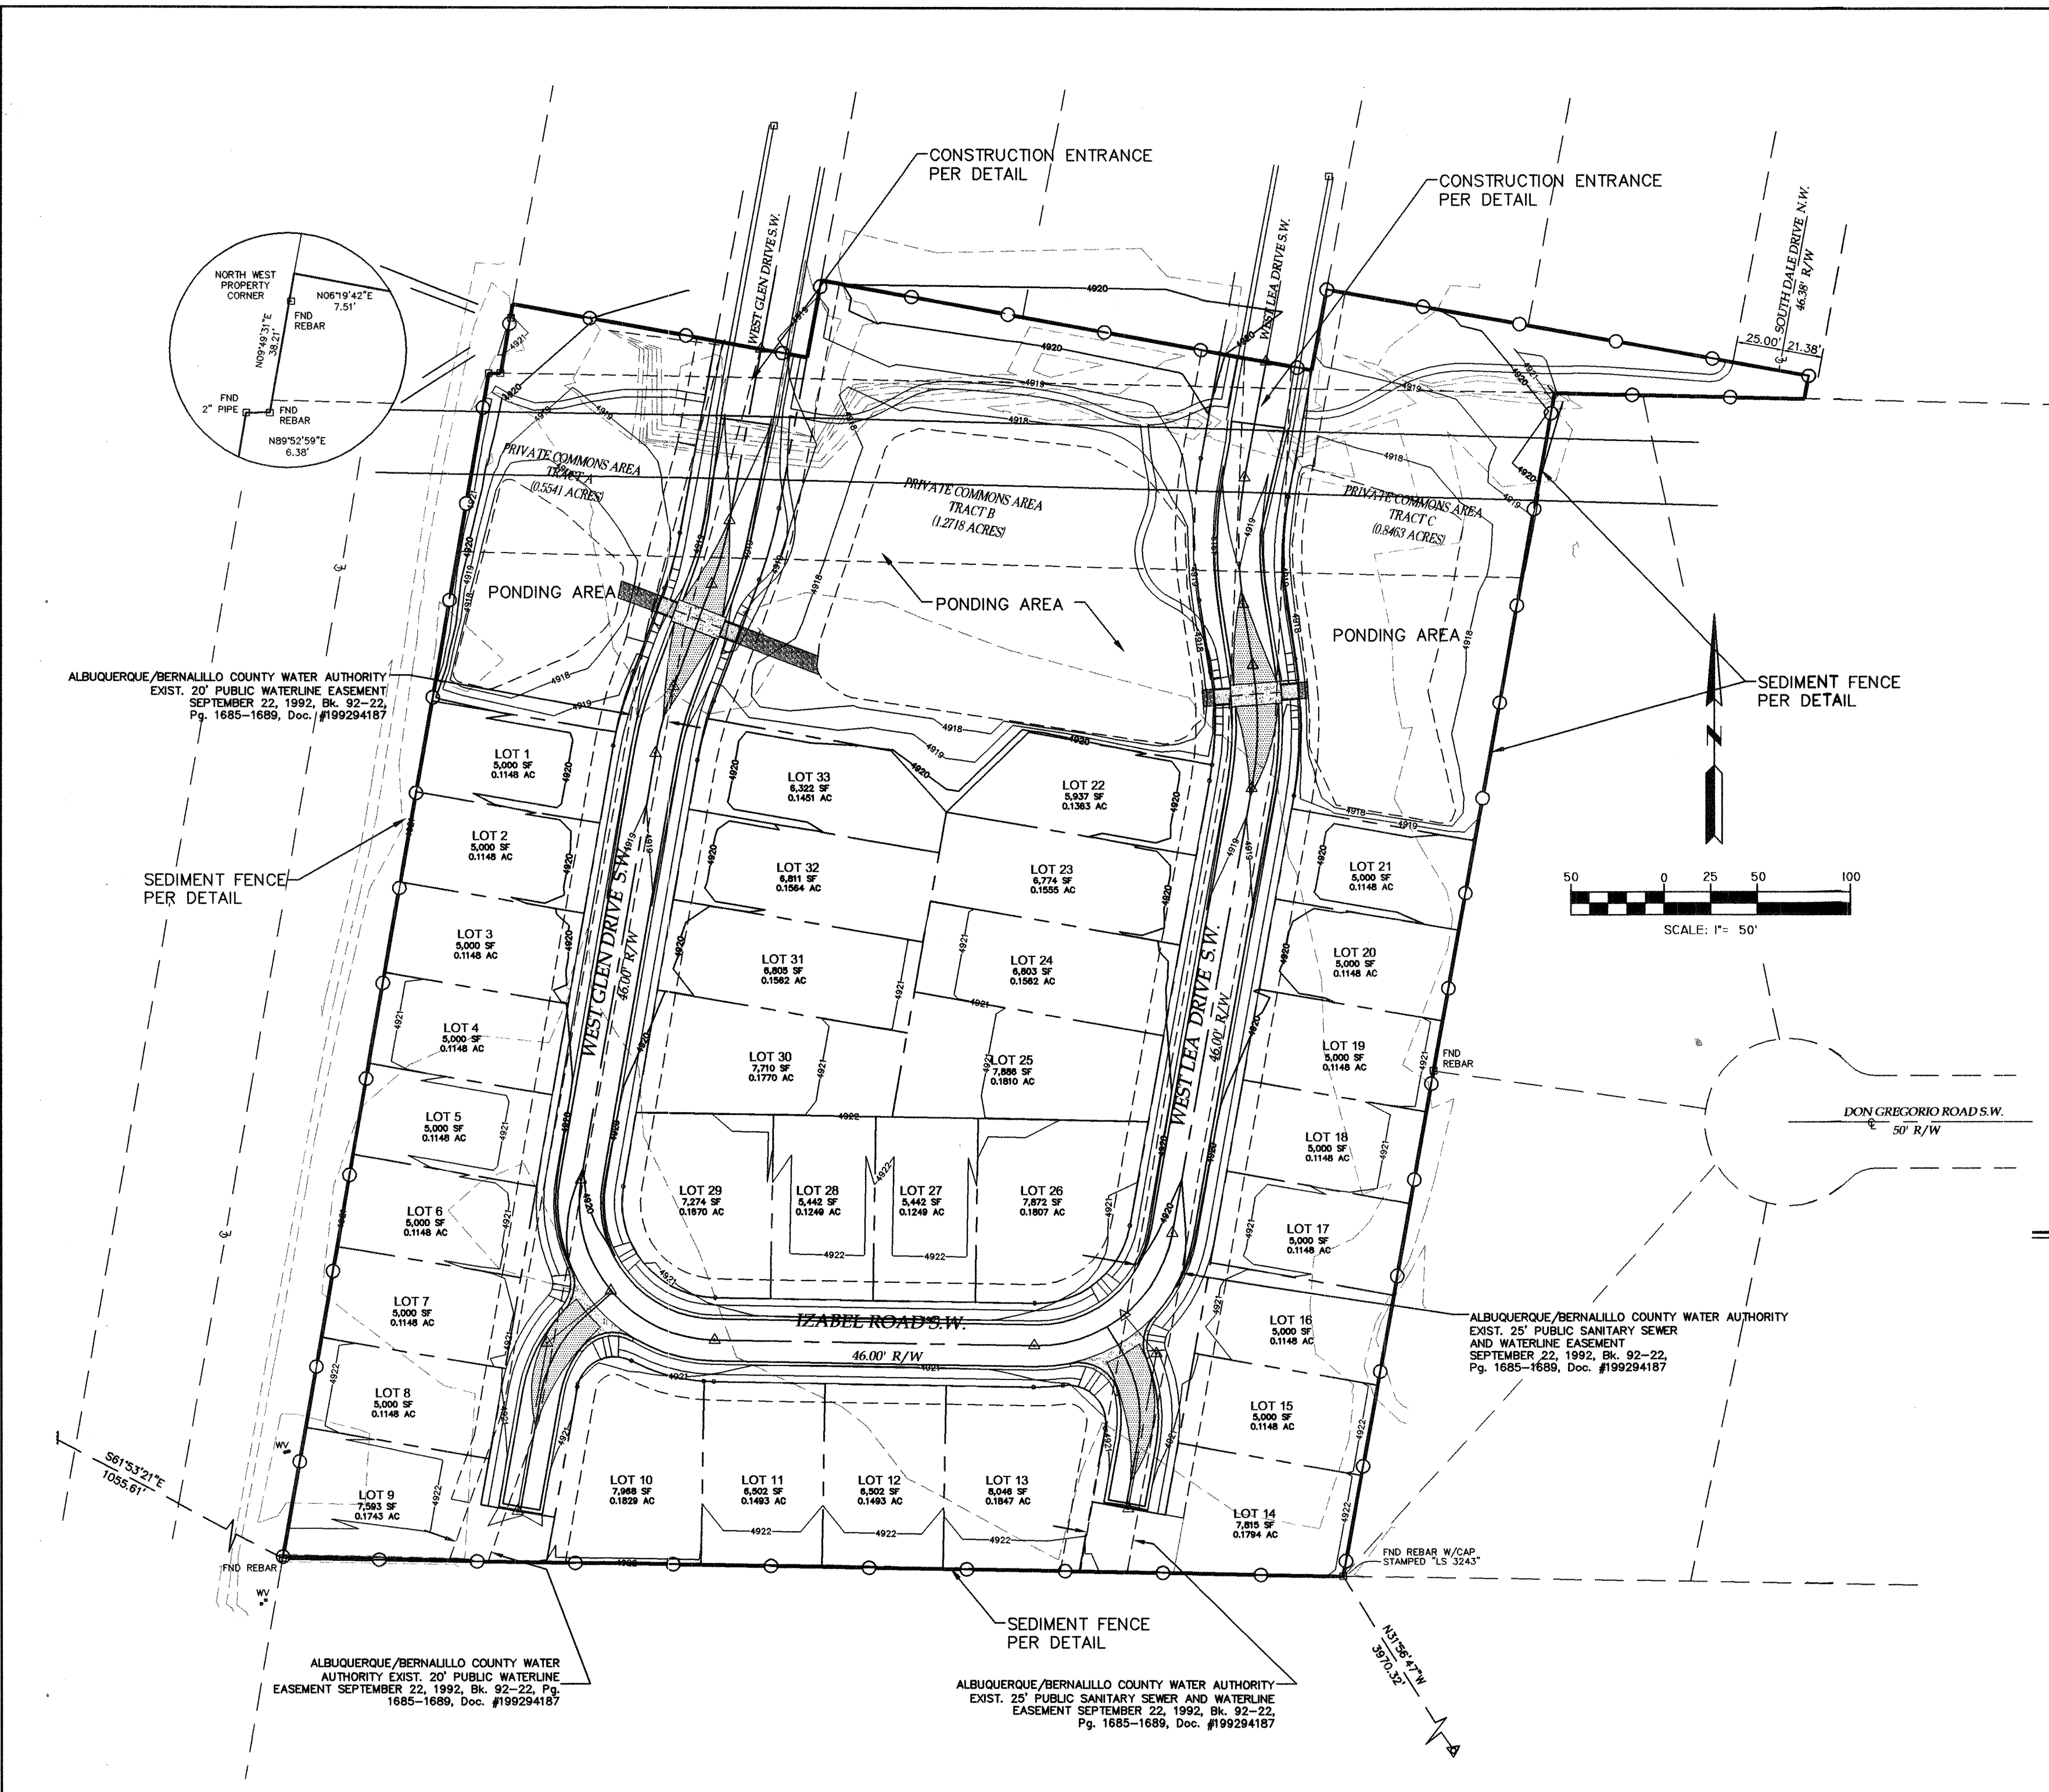 CONSTRUCTION ENTRANCE
PER DETAIL
CONSTRUCTION ENTRANCE
PER DETAIL
WEST GLEN DRIVE S.W.
WEST LEA DRIVE S.W.
SOUTH DALE DRIVE N.W.
46.38' R/W
25.00'
21.38'
NORTH WEST
PROPERTY
CORNER
N06°19'42"E
7.51'
FND
REBAR
N09°49'31"E
38.21'
FND
2" PIPE
FND
REBAR
N89°52'59"E
6.38'
4920
4919
4918
4921
PRIVATE COMMONS AREA
TRACT A
(0.5541 ACRES)
PRIVATE COMMONS AREA
TRACT B
(1.2718 ACRES)
PRIVATE COMMONS AREA
TRACT C
(0.8463 ACRES)
PONDING AREA
PONDING AREA
PONDING AREA
ALBUQUERQUE/BERNALILLO COUNTY WATER AUTHORITY
EXIST. 20' PUBLIC WATERLINE EASEMENT
SEPTEMBER 22, 1992, Bk. 92-22,
Pg. 1685-1689, Doc. #199294187
SEDIMENT FENCE
PER DETAIL
N
50 0 25 50 100
SCALE: 1"= 50'
SEDIMENT FENCE
PER DETAIL
LOT 1
5,000 SF
0.1148 AC
LOT 33
6,322 SF
0.1451 AC
LOT 22
5,937 SF
0.1363 AC
LOT 2
5,000 SF
0.1148 AC
LOT 32
6,811 SF
0.1564 AC
LOT 23
6,774 SF
0.1555 AC
LOT 21
5,000 SF
0.1148 AC
LOT 3
5,000 SF
0.1148 AC
LOT 31
6,805 SF
0.1562 AC
LOT 24
6,803 SF
0.1562 AC
LOT 20
5,000 SF
0.1148 AC
WEST GLEN DRIVE S.W.
46.00' R/W
WEST LEA DRIVE S.W.
46.00' R/W
LOT 4
5,000 SF
0.1148 AC
LOT 30
7,710 SF
0.1770 AC
LOT 25
7,886 SF
0.1810 AC
LOT 19
5,000 SF
0.1148 AC
FND
REBAR
DON GREGORIO ROAD S.W.
50' R/W
LOT 5
5,000 SF
0.1148 AC
LOT 18
5,000 SF
0.1148 AC
4922
LOT 6
5,000 SF
0.1148 AC
LOT 29
7,274 SF
0.1670 AC
LOT 28
5,442 SF
0.1249 AC
LOT 27
5,442 SF
0.1249 AC
LOT 26
7,872 SF
0.1807 AC
LOT 17
5,000 SF
0.1148 AC
4922
4922
LOT 7
5,000 SF
0.1148 AC
IZABEL ROAD S.W.
46.00' R/W
LOT 16
5,000 SF
0.1148 AC
ALBUQUERQUE/BERNALILLO COUNTY WATER AUTHORITY
EXIST. 25' PUBLIC SANITARY SEWER
AND WATERLINE EASEMENT
SEPTEMBER 22, 1992, Bk. 92-22,
Pg. 1685-1689, Doc. #199294187
LOT 8
5,000 SF
0.1148 AC
LOT 15
5,000 SF
0.1148 AC
WV
S61°53'21"E
1055.61'
LOT 9
7,593 SF
0.1743 AC
LOT 10
7,968 SF
0.1829 AC
LOT 11
6,502 SF
0.1493 AC
LOT 12
6,502 SF
0.1493 AC
LOT 13
8,046 SF
0.1847 AC
LOT 14
7,815 SF
0.1794 AC
4922
4922
4922
FND REBAR
WV
FND REBAR W/CAP
STAMPED "LS 3243"
SEDIMENT FENCE
PER DETAIL
N31°56'47"W
3970.32'
ALBUQUERQUE/BERNALILLO COUNTY WATER
AUTHORITY EXIST. 20' PUBLIC WATERLINE
EASEMENT SEPTEMBER 22, 1992, Bk. 92-22, Pg.
1685-1689, Doc. #199294187
ALBUQUERQUE/BERNALILLO COUNTY WATER AUTHORITY
EXIST. 25' PUBLIC SANITARY SEWER AND WATERLINE
EASEMENT SEPTEMBER 22, 1992, Bk. 92-22,
Pg. 1685-1689, Doc. #199294187